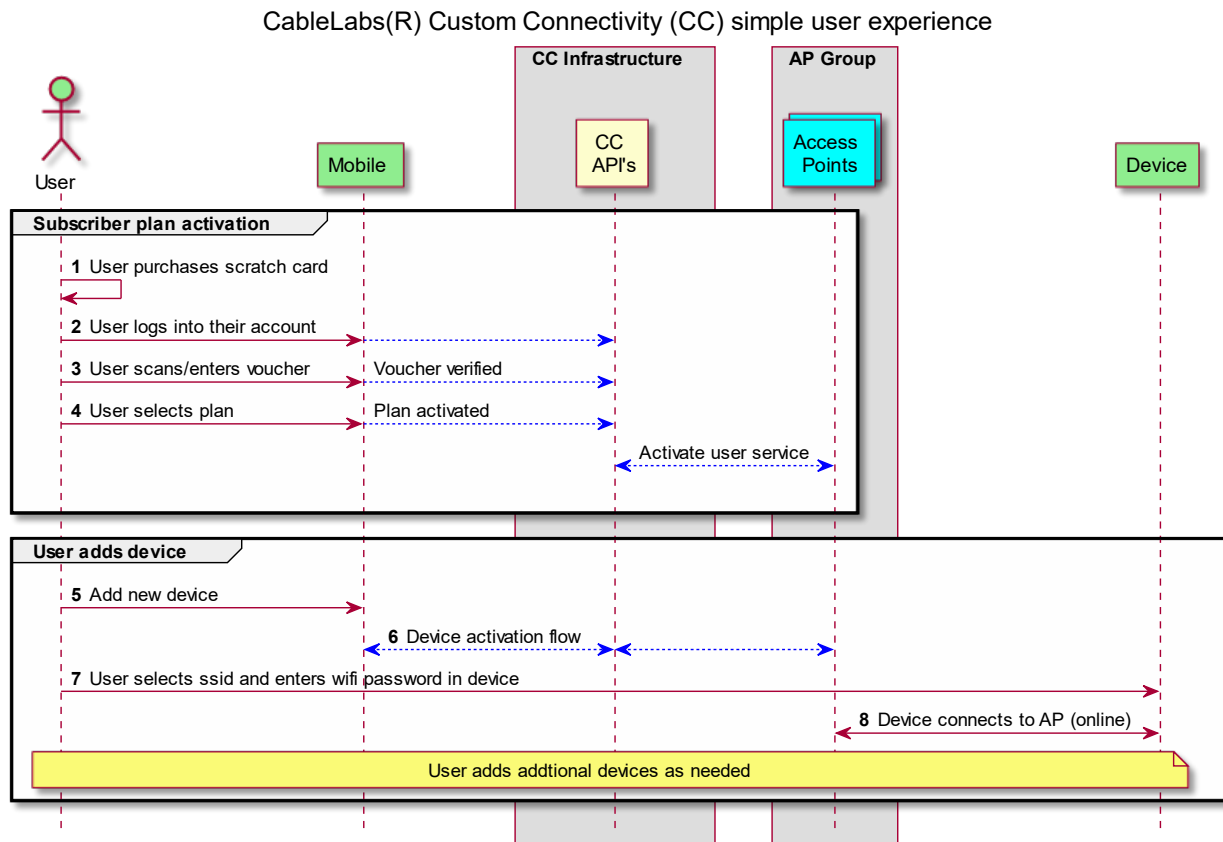 CableLabs(R) Custom Connectivity (CC) simple user experience
CC Infrastructure
AP Group
User
Mobile
CC
API's
Access
Points
Device
Subscriber plan activation
1 User purchases scratch card
2 User logs into their account
3 User scans/enters voucher
Voucher verified
4 User selects plan
Plan activated
Activate user service
User adds device
5 Add new device
6 Device activation flow
7 User selects ssid and enters wifi password in device
8 Device connects to AP (online)
User adds addtional devices as needed